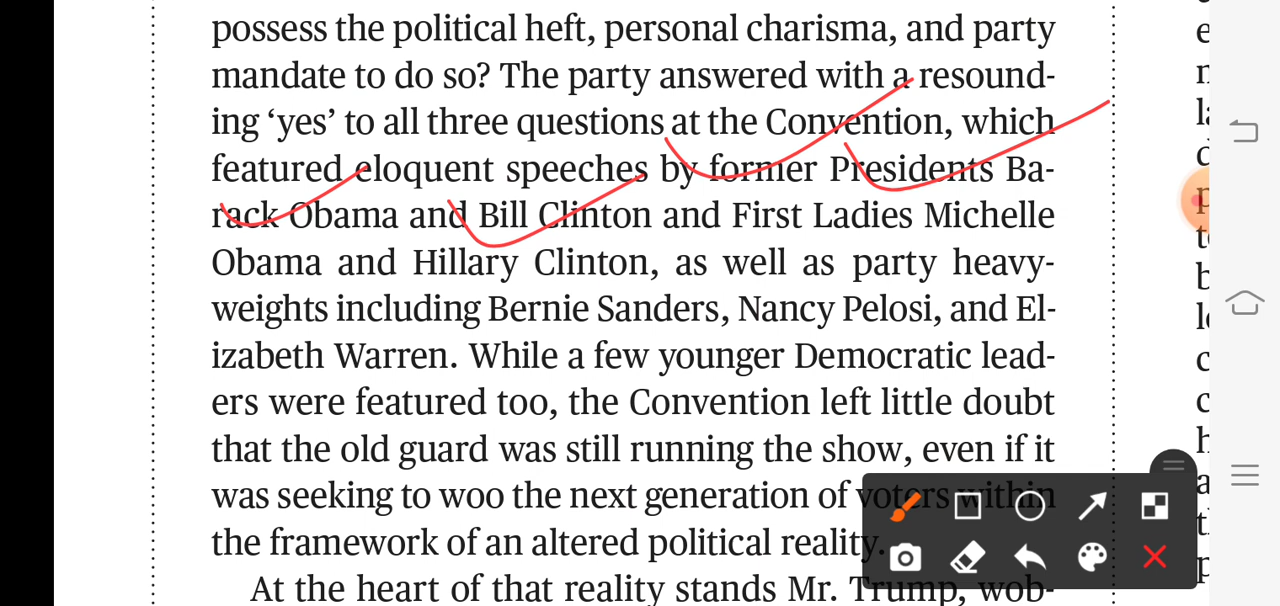 possess the political heft, personal charisma, and party
mandate to do so? The party answered with a resound-
ing ‘yes’ to all three questions at the Convention, which
featured eloquent speeches by former Presidents Ba-
rack Obama and Bill Clinton and First Ladies Michelle
Obama and Hillary Clinton, as well as party heavy-
weights including Bernie Sanders, Nancy Pelosi, and El-
izabeth Warren. While a few younger Democratic lead-
ers were featured too, the Convention left little doubt
that the old guard was still running the show, even if it
was seeking to woo the next generation of voters within
the framework of an altered political reality.
At the heart of that reality stands Mr. Trump, wob-